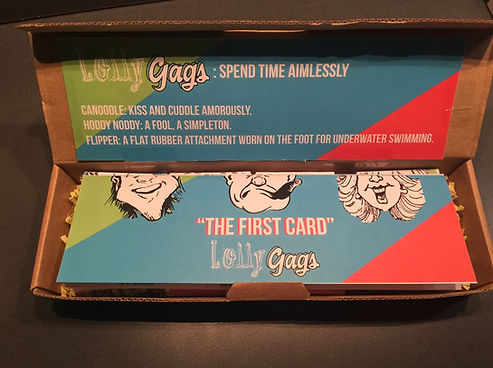 Lolly Gags : SPEND TIME AIMLESSLY
CANOODLE: KISS AND CUDDLE AMOROUSLY.
HODDY NODDY: A FOOL, A SIMPLETON.
FLIPPER: A FLAT RUBBER ATTACHMENT WORN ON THE FOOT FOR UNDERWATER SWIMMING.
"THE FIRST CARD"
Lolly Gags